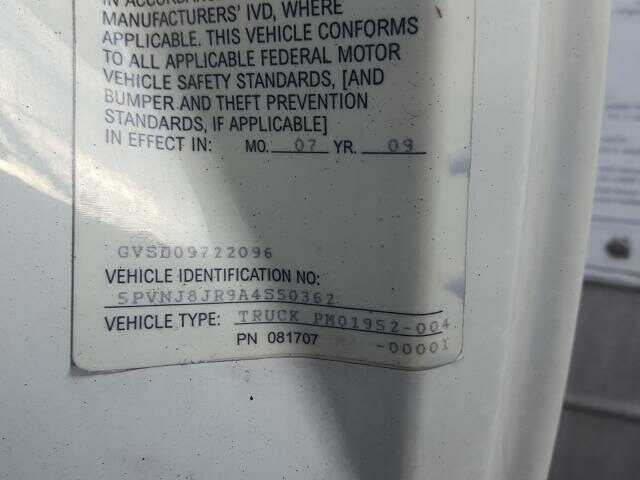 IN ACCORDANCE
MANUFACTURERS' IVD, WHERE
APPLICABLE. THIS VEHICLE CONFORMS
TO ALL APPLICABLE FEDERAL MOTOR
VEHICLE SAFETY STANDARDS, [AND
BUMPER AND THEFT PREVENTION
STANDARDS, IF APPLICABLE]
IN EFFECT IN: MO. 07 YR. 09
GVSD09722096
VEHICLE IDENTIFICATION NO:
5PVNJ8JR9A4S50362
VEHICLE TYPE: TRUCK PM01952-004
PN 081707 -00001